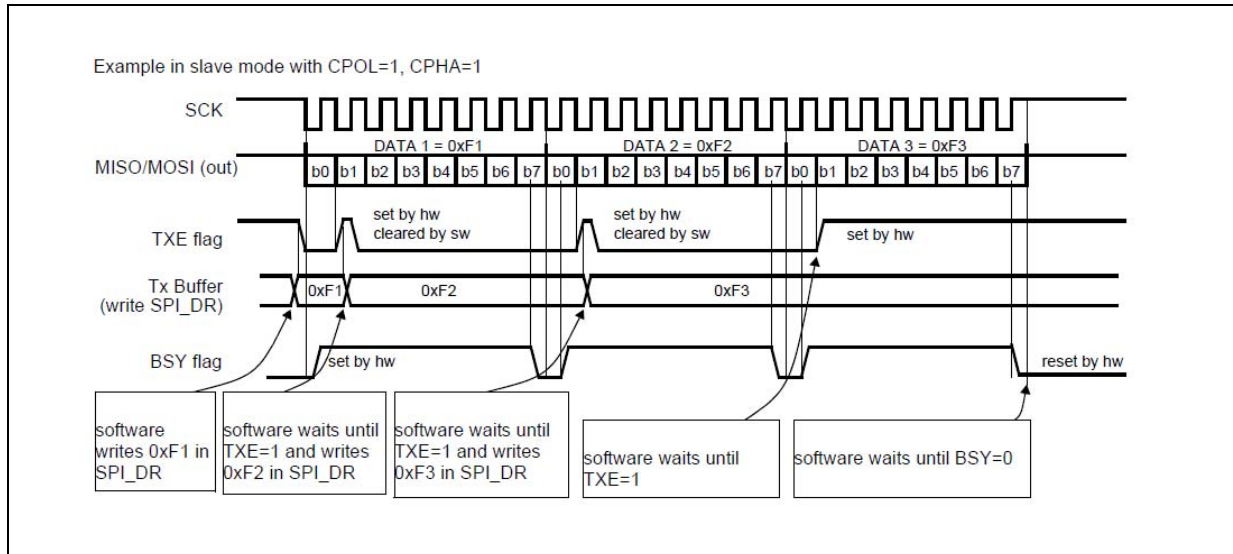 Example in slave mode with CPOL=1, CPHA=1
SCK
DATA 1 = 0xF1 DATA 2 = 0xF2 DATA 3 = 0xF3
MISO/MOSI (out)
b0 b1 b2 b3 b4 b5 b6 b7 b0 b1 b2 b3 b4 b5 b6 b7 b0 b1 b2 b3 b4 b5 b6 b7
set by hw
cleared by sw
set by hw
cleared by sw
set by hw
TXE flag
Tx Buffer
(write SPI_DR)
0xF1 0xF2 0xF3
BSY flag
set by hw
reset by hw
software
writes 0xF1 in
SPI_DR
software waits until
TXE=1 and writes
0xF2 in SPI_DR
software waits until
TXE=1 and writes
0xF3 in SPI_DR
software waits until
TXE=1
software waits until BSY=0